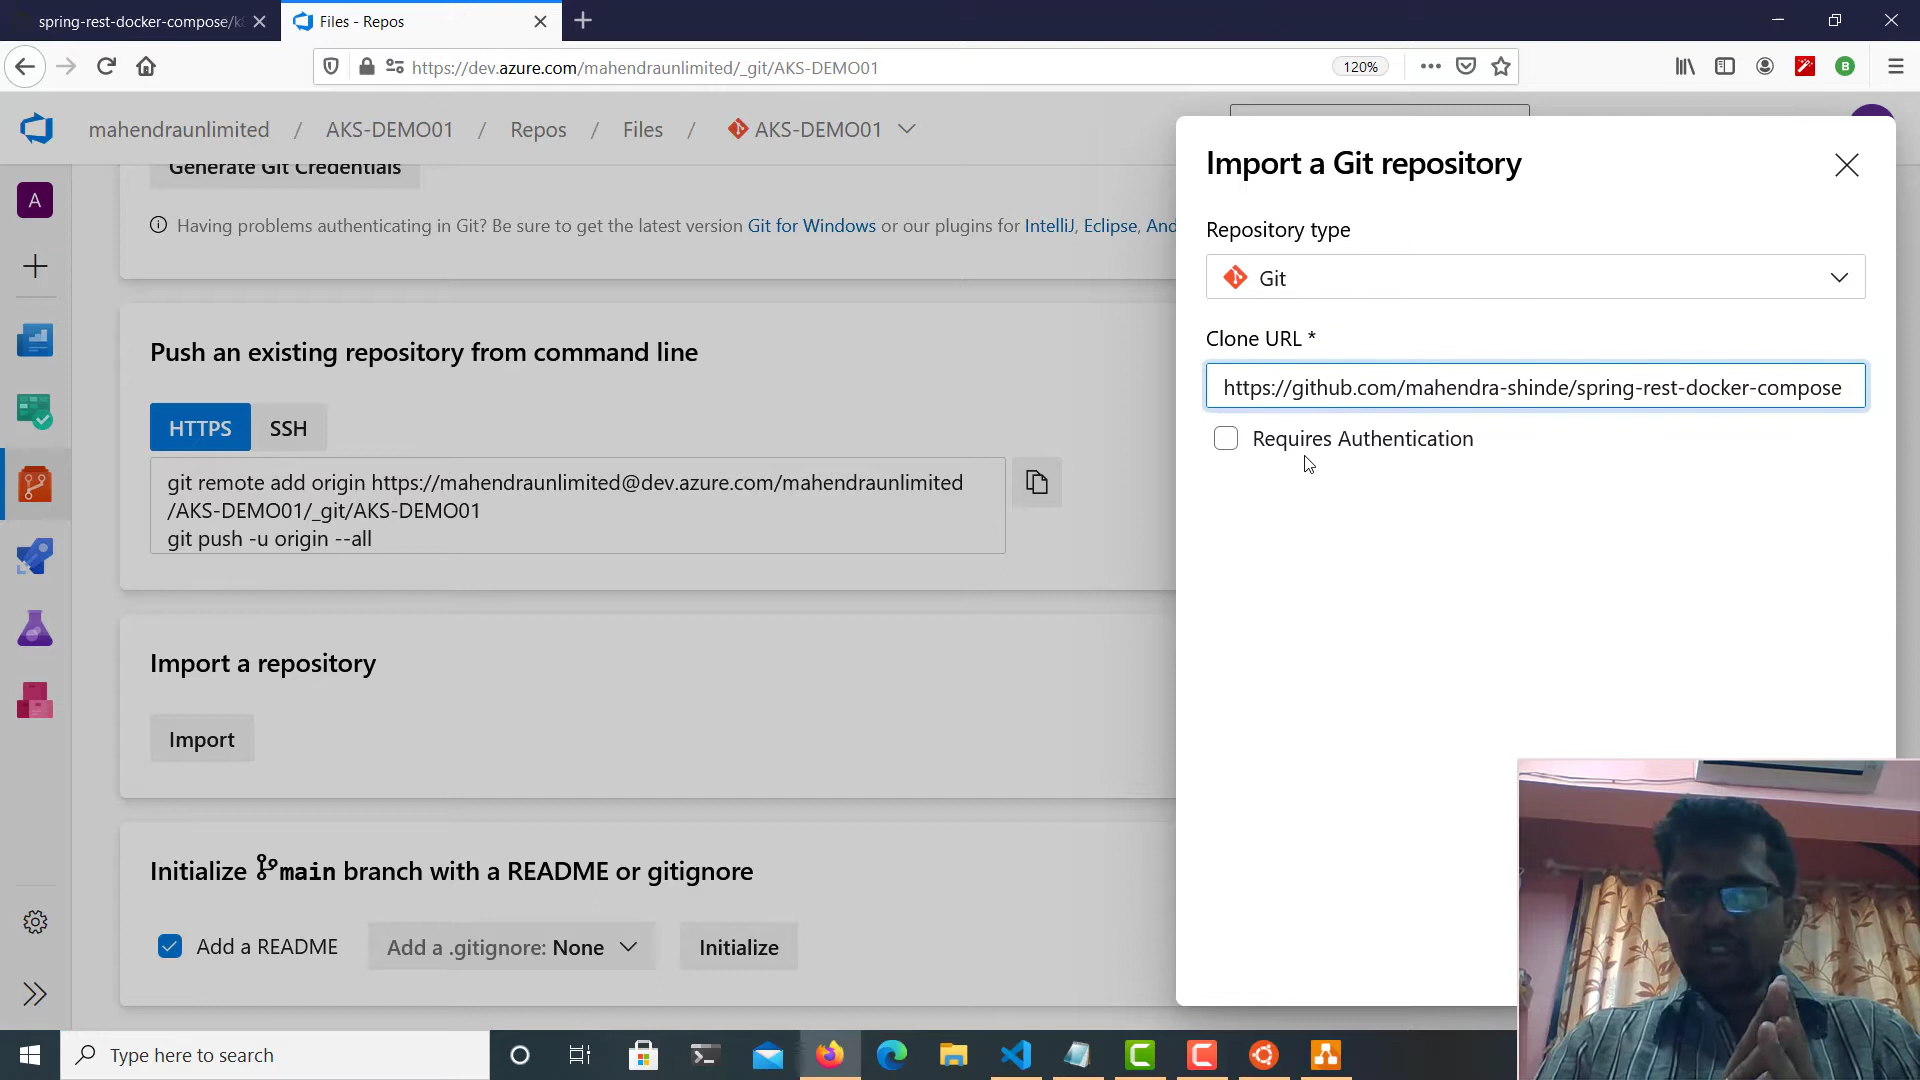 spring-rest-docker-compose/k8
Files - Repos
https://dev.azure.com/mahendraunlimited/_git/AKS-DEMO01
120%
B
mahendraunlimited / AKS-DEMO01 / Repos / Files / AKS-DEMO01
A
Generate Git Credentials
Having problems authenticating in Git? Be sure to get the latest version Git for Windows or our plugins for IntelliJ, Eclipse, And
Push an existing repository from command line
HTTPS
SSH
git remote add origin https://mahendraunlimited@dev.azure.com/mahendraunlimited
/AKS-DEMO01/_git/AKS-DEMO01
git push -u origin --all
Import a repository
Import
Initialize main branch with a README or gitignore
Add a README
Add a .gitignore: None
Initialize
Import a Git repository
Repository type
Git
Clone URL *
https://github.com/mahendra-shinde/spring-rest-docker-compose
Requires Authentication
Type here to search